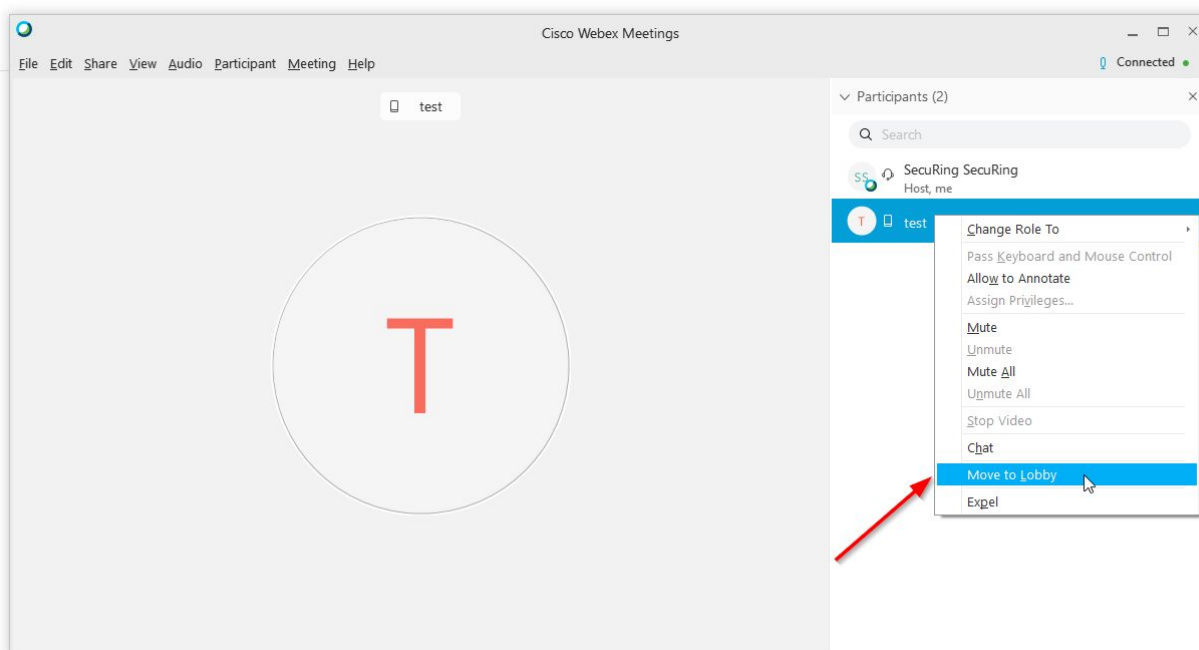 Cisco Webex Meetings
File Edit Share View Audio Participant Meeting Help
Connected
test
Participants (2)
Search
SS
SecuRing SecuRing
Host, me
T
test
T
Change Role To
Pass Keyboard and Mouse Control
Allow to Annotate
Assign Privileges...
Mute
Unmute
Mute All
Unmute All
Stop Video
Chat
Move to Lobby
Expel